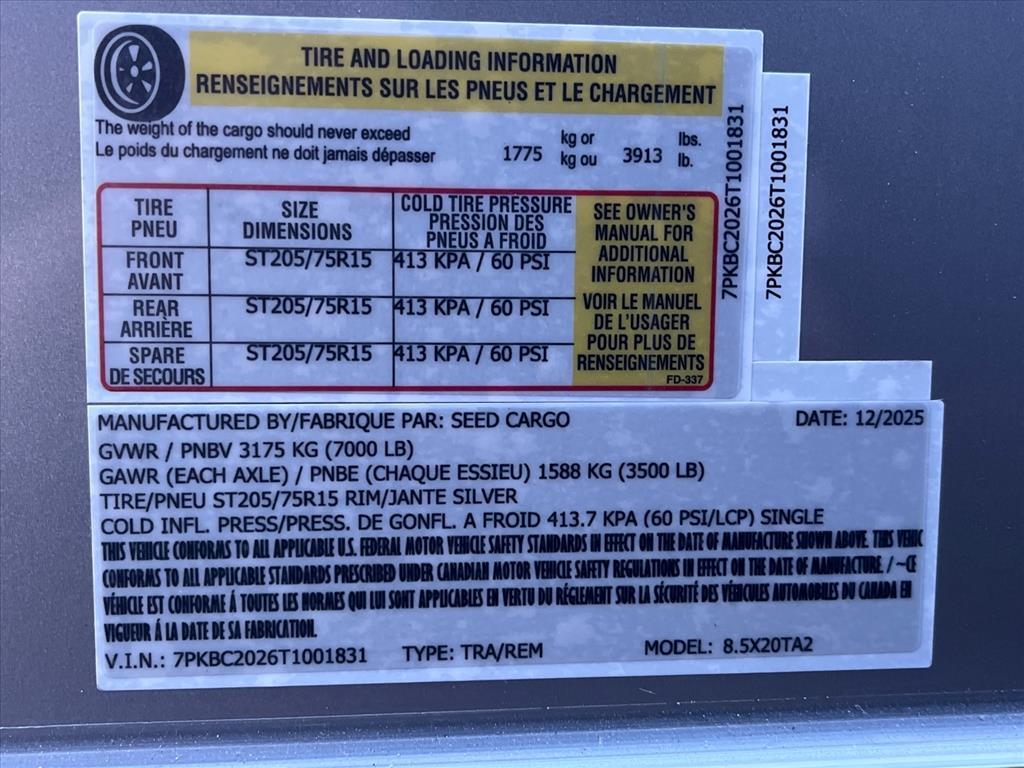 TIRE AND LOADING INFORMATION
RENSEIGNEMENTS SUR LES PNEUS ET LE CHARGEMENT
The weight of the cargo should never exceed
Le poids du chargement ne doit jamais dépasser
1775
kg or
kg ou
3913
lbs.
lb.
TIRE
PNEU
SIZE
DIMENSIONS
COLD TIRE PRESSURE
PRESSION DES
PNEUS A FROID
FRONT
AVANT
ST205/75R15
413 KPA / 60 PSI
REAR
ARRIÈRE
ST205/75R15
413 KPA / 60 PSI
SPARE
DE SECOURS
ST205/75R15
413 KPA / 60 PSI
SEE OWNER'S
MANUAL FOR
ADDITIONAL
INFORMATION
VOIR LE MANUEL
DE L'USAGER
POUR PLUS DE
RENSEIGNEMENTS
FD-337
7PKBC2026T1001831
7PKBC2026T1001831
MANUFACTURED BY/FABRIQUE PAR: SEED CARGO DATE: 12/2025
GVWR / PNBV 3175 KG (7000 LB)
GAWR (EACH AXLE) / PNBE (CHAQUE ESSIEU) 1588 KG (3500 LB)
TIRE/PNEU ST205/75R15 RIM/JANTE SILVER
COLD INFL. PRESS/PRESS. DE GONFL. A FROID 413.7 KPA (60 PSI/LCP) SINGLE
THIS VEHICLE CONFORMS TO ALL APPLICABLE U.S. FEDERAL MOTOR VEHICLE SAFETY STANDARDS IN EFFECT ON THE DATE OF MANUFACTURE SHOWN ABOVE. THIS VEHIC
CONFORMS TO ALL APPLICABLE STANDARDS PRESCRIBED UNDER CANADIAN MOTOR VEHICLE SAFETY REGULATIONS IN EFFECT ON THE DATE OF MANUFACTURE. / ~CE
VÉHICLE EST CONFORME Á TOUTES LES NORMES QUI LUI SONT APPLICABLES EN VERTU DU RÉGLEMENT SUR LA SÉCURITÉ DES VÉHICULES AUTOMOBILES DU CANADA EN
VIGUEUR Á LA DATE DE SA FABRICATION.
V.I.N.: 7PKBC2026T1001831 TYPE: TRA/REM MODEL: 8.5X20TA2